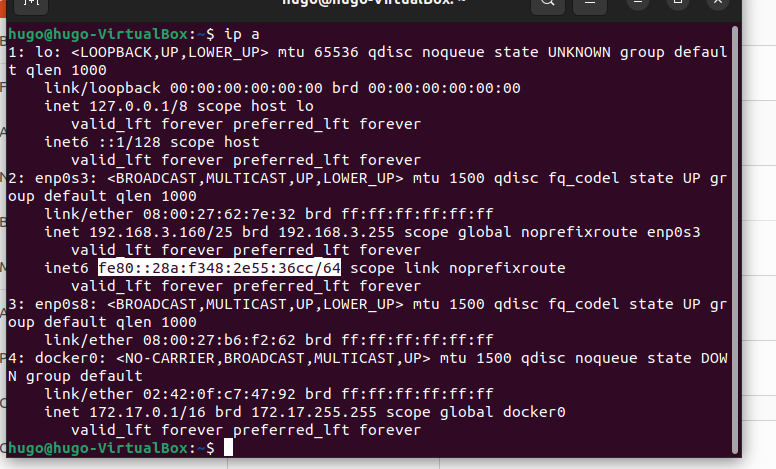 hugo@hugo-VirtualBox: ~
hugo@hugo-VirtualBox:~$ ip a
1: lo: <LOOPBACK,UP,LOWER_UP> mtu 65536 qdisc noqueue state UNKNOWN group defaul
t qlen 1000
    link/loopback 00:00:00:00:00:00 brd 00:00:00:00:00:00
    inet 127.0.0.1/8 scope host lo
       valid_lft forever preferred_lft forever
    inet6 ::1/128 scope host
       valid_lft forever preferred_lft forever
2: enp0s3: <BROADCAST,MULTICAST,UP,LOWER_UP> mtu 1500 qdisc fq_codel state UP gr
oup default qlen 1000
    link/ether 08:00:27:62:7e:32 brd ff:ff:ff:ff:ff:ff
    inet 192.168.3.160/25 brd 192.168.3.255 scope global noprefixroute enp0s3
       valid_lft forever preferred_lft forever
    inet6 fe80::28a:f348:2e55:36cc/64 scope link noprefixroute
       valid_lft forever preferred_lft forever
3: enp0s8: <BROADCAST,MULTICAST,UP,LOWER_UP> mtu 1500 qdisc fq_codel state UP gr
oup default qlen 1000
    link/ether 08:00:27:b6:f2:62 brd ff:ff:ff:ff:ff:ff
4: docker0: <NO-CARRIER,BROADCAST,MULTICAST,UP> mtu 1500 qdisc noqueue state DOW
N group default
    link/ether 02:42:0f:c7:47:92 brd ff:ff:ff:ff:ff:ff
    inet 172.17.0.1/16 brd 172.17.255.255 scope global docker0
       valid_lft forever preferred_lft forever
hugo@hugo-VirtualBox:~$